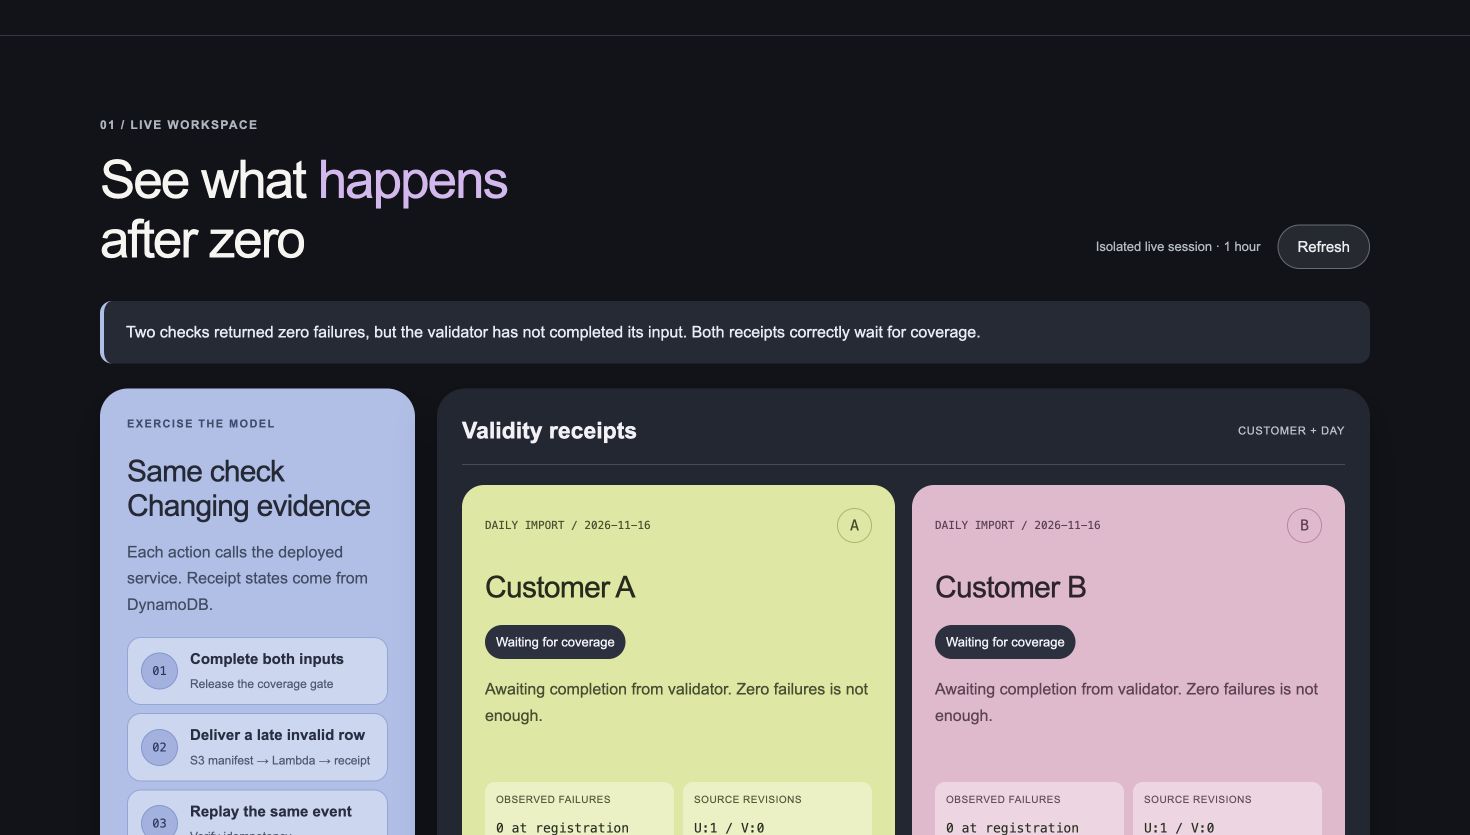 01 / LIVE WORKSPACE
See what happens
after zero
Isolated live session · 1 hour
Refresh
Two checks returned zero failures, but the validator has not completed its input. Both receipts correctly wait for coverage.
EXERCISE THE MODEL
Same check
Changing evidence
Each action calls the deployed
service. Receipt states come from
DynamoDB.
01
Complete both inputs
Release the coverage gate
02
Deliver a late invalid row
S3 manifest → Lambda → receipt
03
Replay the same event
Verify idempotency
Validity receipts
CUSTOMER + DAY
DAILY IMPORT / 2026-11-16
A
Customer A
Waiting for coverage
Awaiting completion from validator. Zero failures is not
enough.
OBSERVED FAILURES
0 at registration
SOURCE REVISIONS
U:1 / V:0
DAILY IMPORT / 2026-11-16
B
Customer B
Waiting for coverage
Awaiting completion from validator. Zero failures is not
enough.
OBSERVED FAILURES
0 at registration
SOURCE REVISIONS
U:1 / V:0